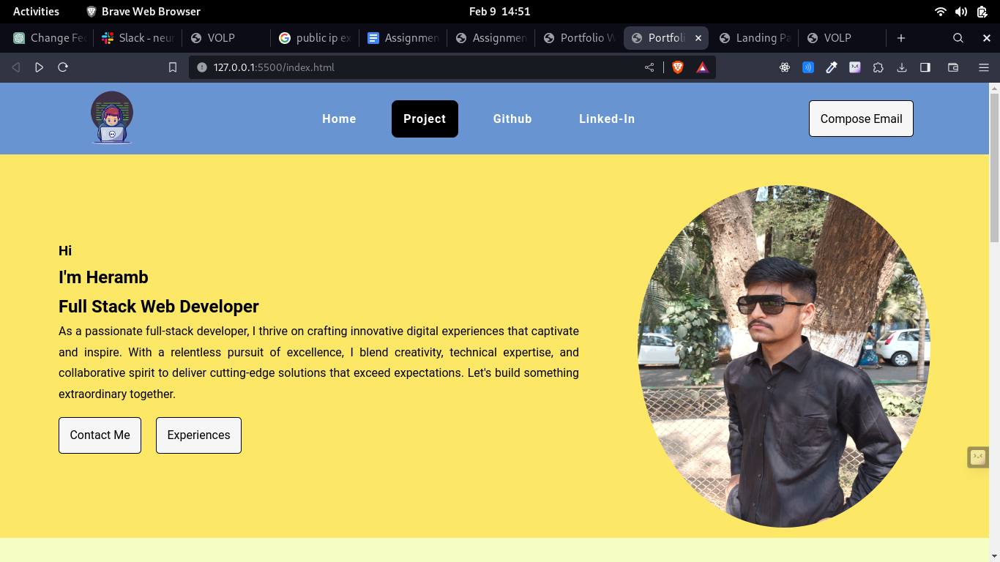 Activities
Brave Web Browser
Feb 9 14:51
Change Fe
Slack - neur
VOLP
public ip ex
Assignmen
Assignmen
Portfolio W
Portfoli
Landing Pa
VOLP
127.0.0.1:5500/index.html
Home
Project
Github
Linked-In
Compose Email
Hi
I'm Heramb
Full Stack Web Developer
As a passionate full-stack developer, I thrive on crafting innovative digital experiences that captivate
and inspire. With a relentless pursuit of excellence, I blend creativity, technical expertise, and
collaborative spirit to deliver cutting-edge solutions that exceed expectations. Let's build something
extraordinary together.
Contact Me
Experiences